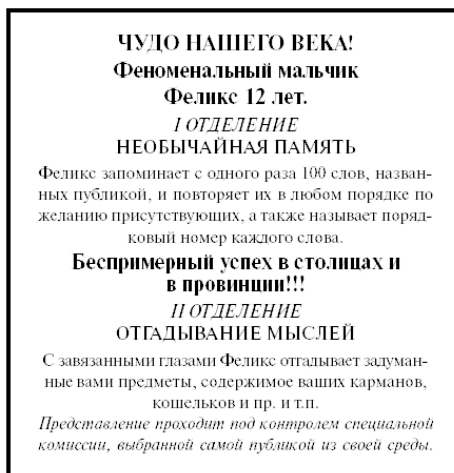 ЧУДО НАШЕГО ВЕКА!
Феноменальный мальчик
Феликс 12 лет.
I ОТДЕЛЕНИЕ
НЕОБЫЧАЙНАЯ ПАМЯТЬ
Феликс запоминает с одного раза 100 слов, назван-
ных публикой, и повторяет их в любом порядке по
желанию присутствующих, а также называет поряд-
ковый номер каждого слова.
Беспримерный успех в столицах и
в провинции!!!
II ОТДЕЛЕНИЕ
ОТГАДЫВАНИЕ МЫСЛЕЙ
С завязанными глазами Феликс отгадывает задуман-
ные вами предметы, содержимое ваших карманов,
кошельков и пр. и т.п.
Представление проходит под контролем специальной
комиссии, выбранной самой публикой из своей среды.